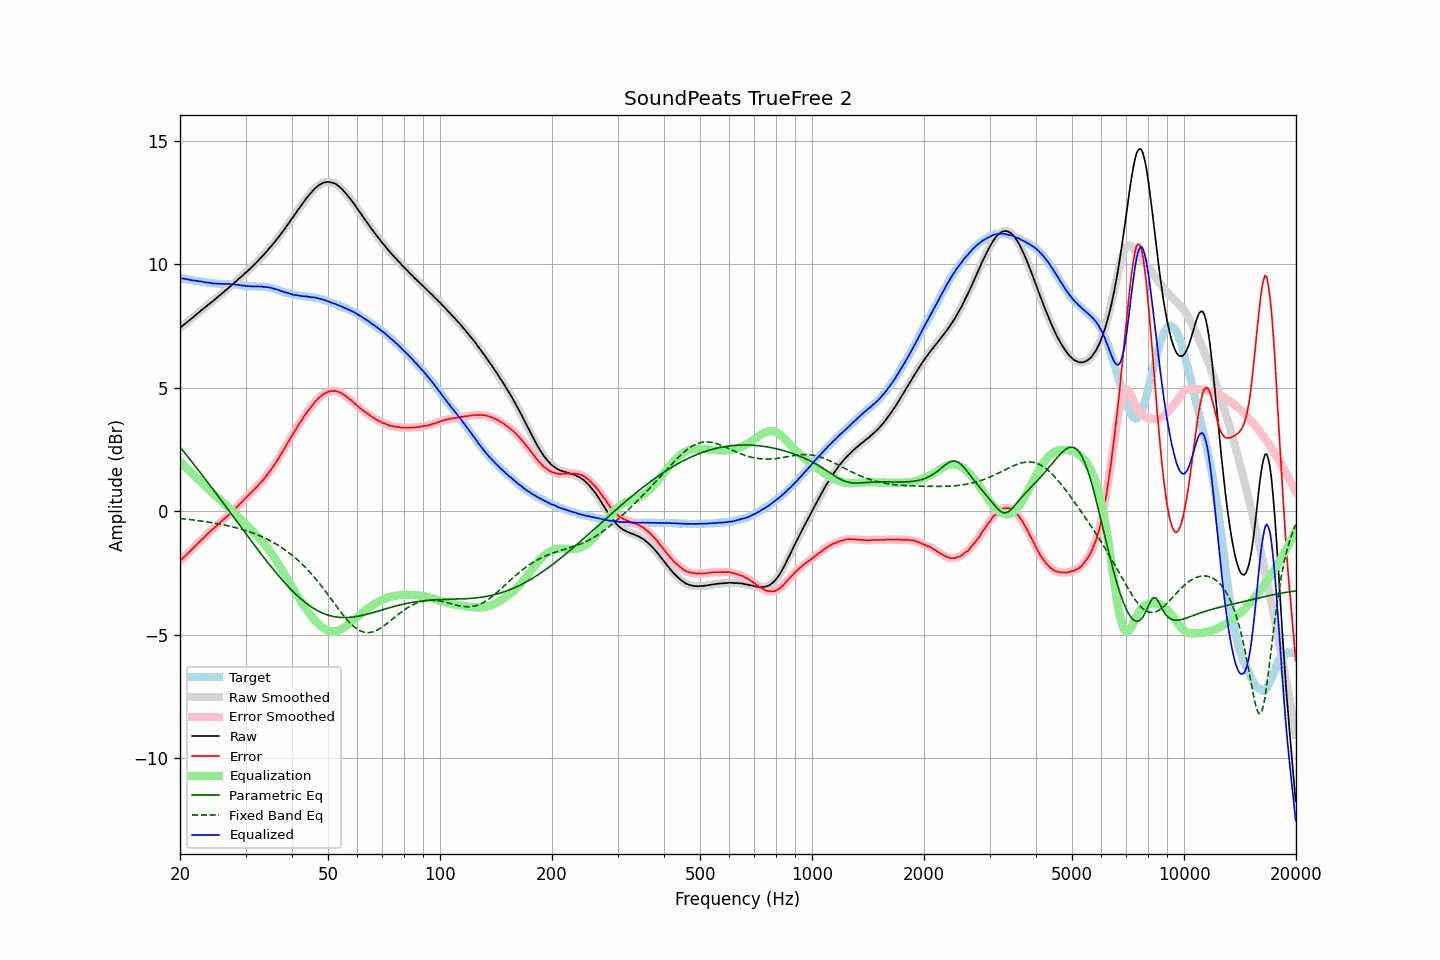 SoundPeats TrueFree 2
15
10
5
0
−5
−10
Amplitude (dBr)
Target
Raw Smoothed
Error Smoothed
Raw
Error
Equalization
Parametric Eq
Fixed Band Eq
Equalized
20 50 100 200 500 1000 2000 5000 10000 20000
Frequency (Hz)